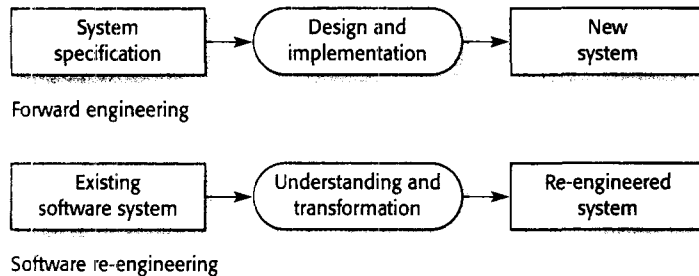 System
specification
Design and
implementation
New
system
Forward engineering
Existing
software system
Understanding and
transformation
Re-engineered
system
Software re-engineering